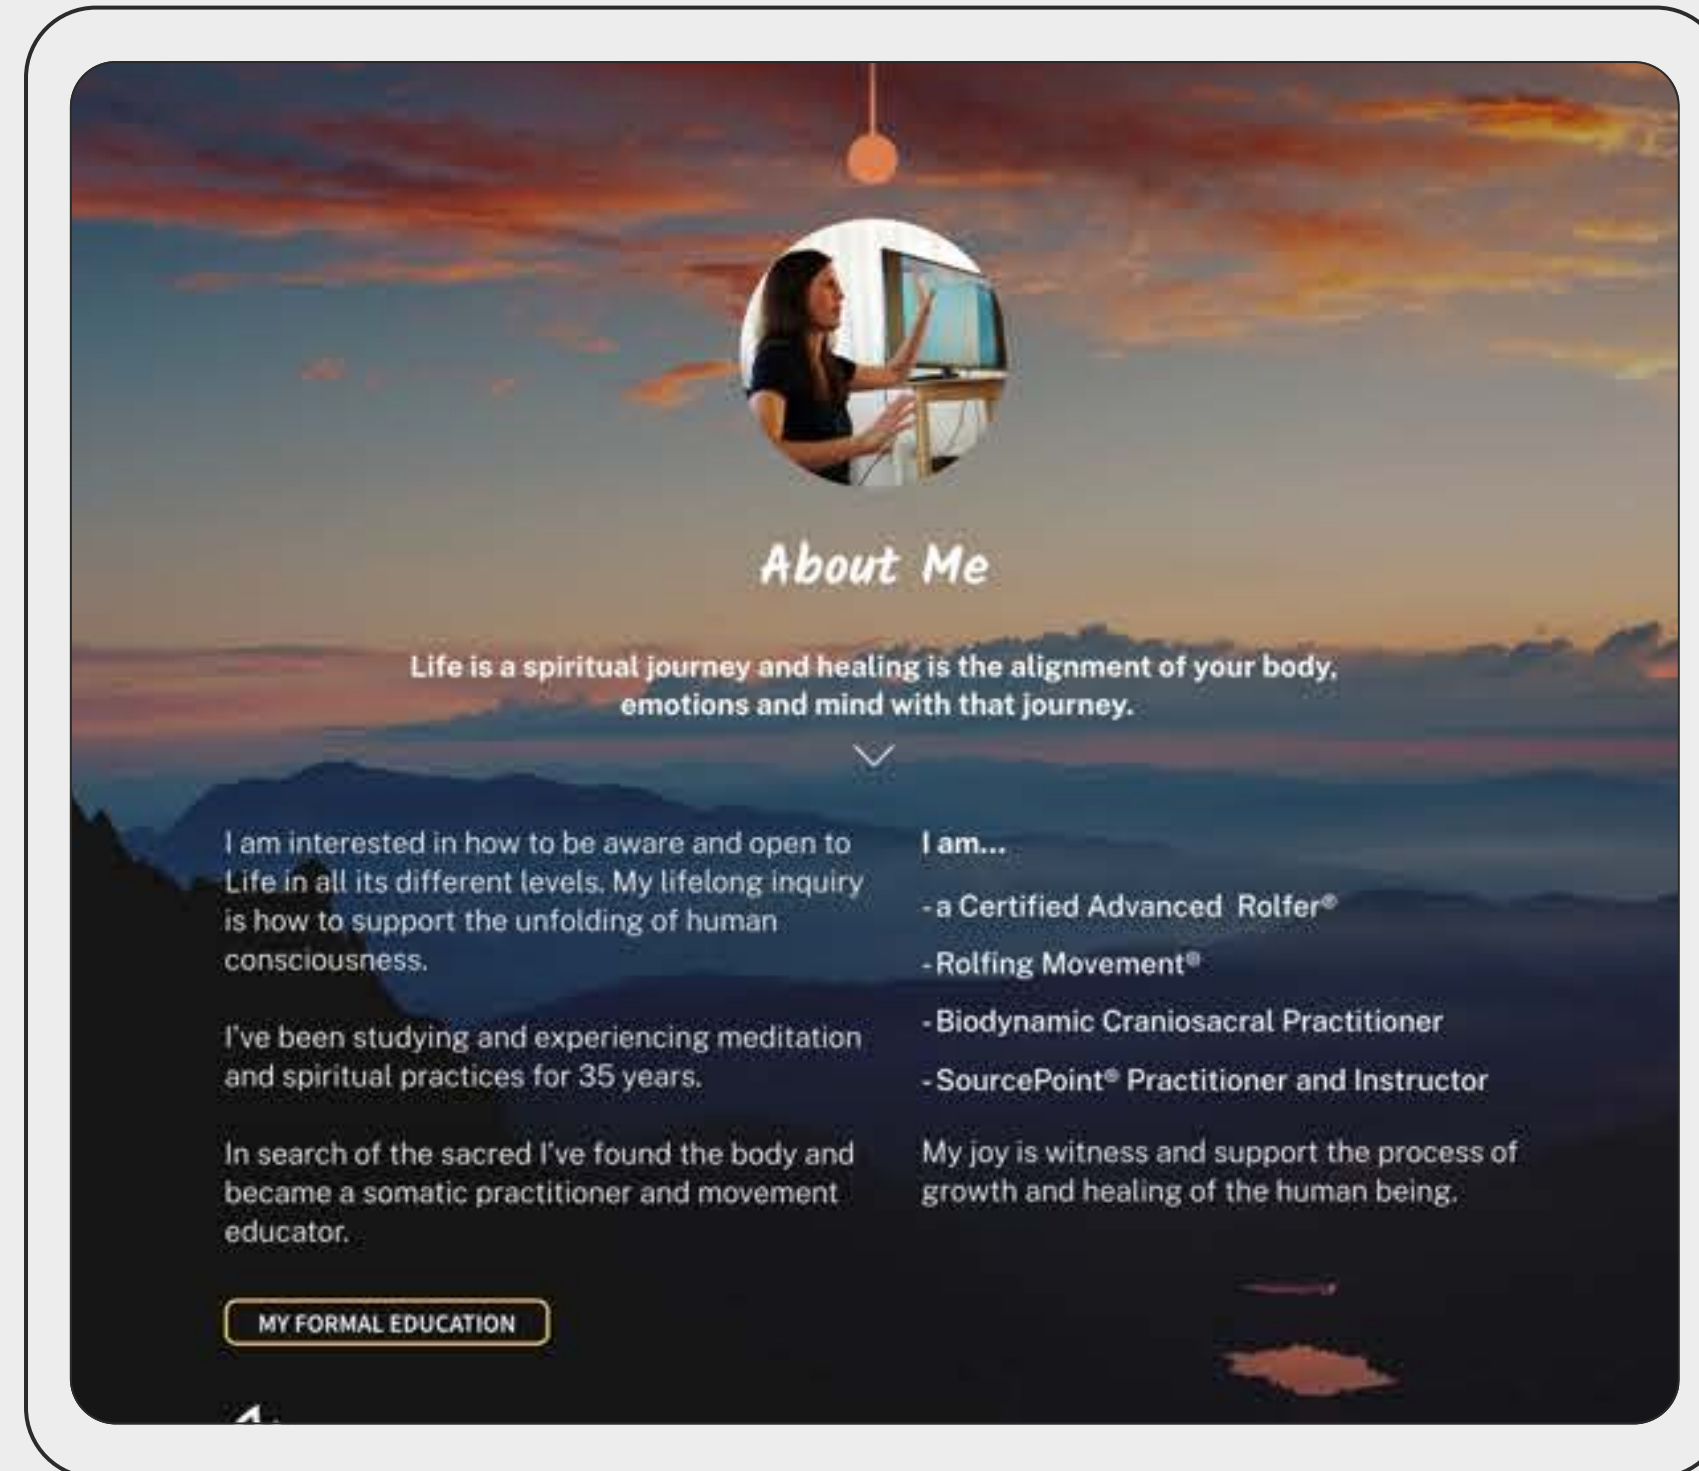 About Me
Life is a spiritual journey and healing is the alignment of your body,
emotions and mind with that journey.
I am interested in how to be aware and open to
Life in all its different levels. My lifelong inquiry
is how to support the unfolding of human
consciousness.
I've been studying and experiencing meditation
and spiritual practices for 35 years.
In search of the sacred I've found the body and
became a somatic practitioner and movement
educator.
MY FORMAL EDUCATION
I am...
- a Certified Advanced Rolfer®
- Rolfing Movement®
- Biodynamic Craniosacral Practitioner
- SourcePoint® Practitioner and Instructor
My joy is witness and support the process of
growth and healing of the human being.